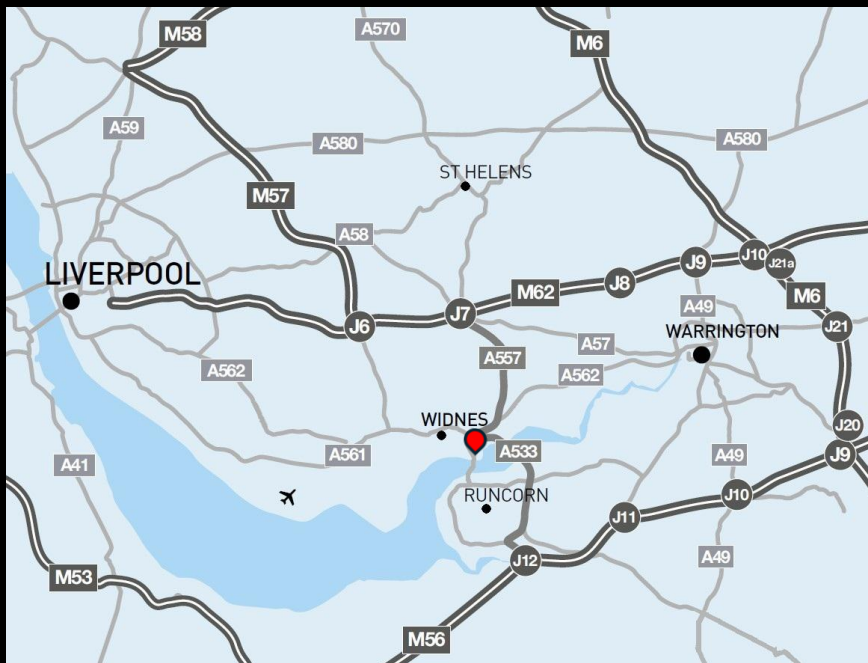 M58
A570
M6
A59
A580
A580
ST HELENS
M57
A58
J9
J10
J21a
LIVERPOOL
J8
M62
M6
A49
J7
J6
J21
WARRINGTON
A57
A557
A562
A562
WIDNES
J20
A561
A533
A49
J9
A41
RUNCORN
J10
J11
J12
A49
M53
M56